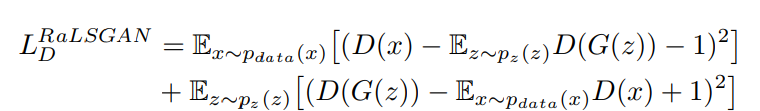 L_D^{RaLSGAN} = 𝔼_{x∼p_{data}(x)}[(D(x) − 𝔼_{z∼p_z(z)}D(G(z)) − 1)^2]
+ 𝔼_{z∼p_z(z)}[(D(G(z)) − 𝔼_{x∼p_{data}(x)}D(x) + 1)^2]